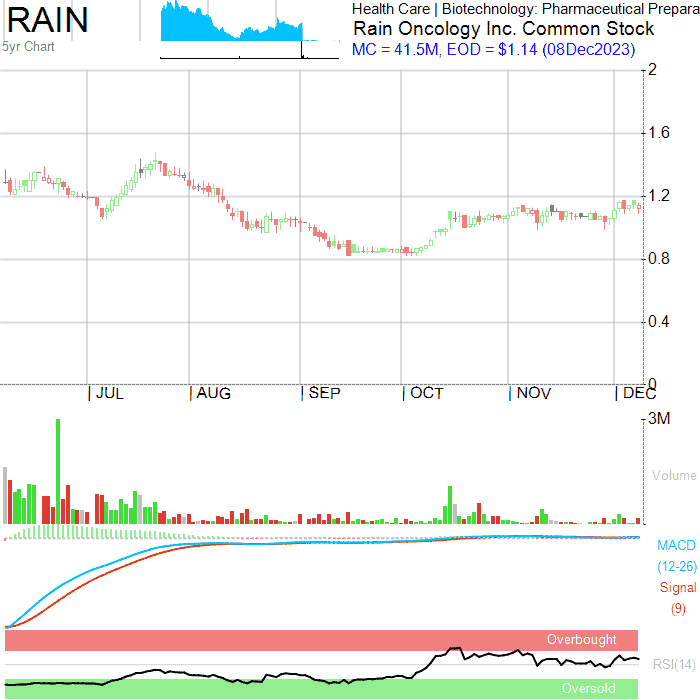 RAIN
5yr Chart
Health Care | Biotechnology: Pharmaceutical Prepara
Rain Oncology Inc. Common Stock
MC = 41.5M, EOD = $1.14 (08Dec2023)
2
1.6
1.2
0.8
0.4
0
JUL AUG SEP OCT NOV DEC
3M
Volume
MACD
(12-26)
Signal
(9)
Overbought
RSI(14)
Oversold